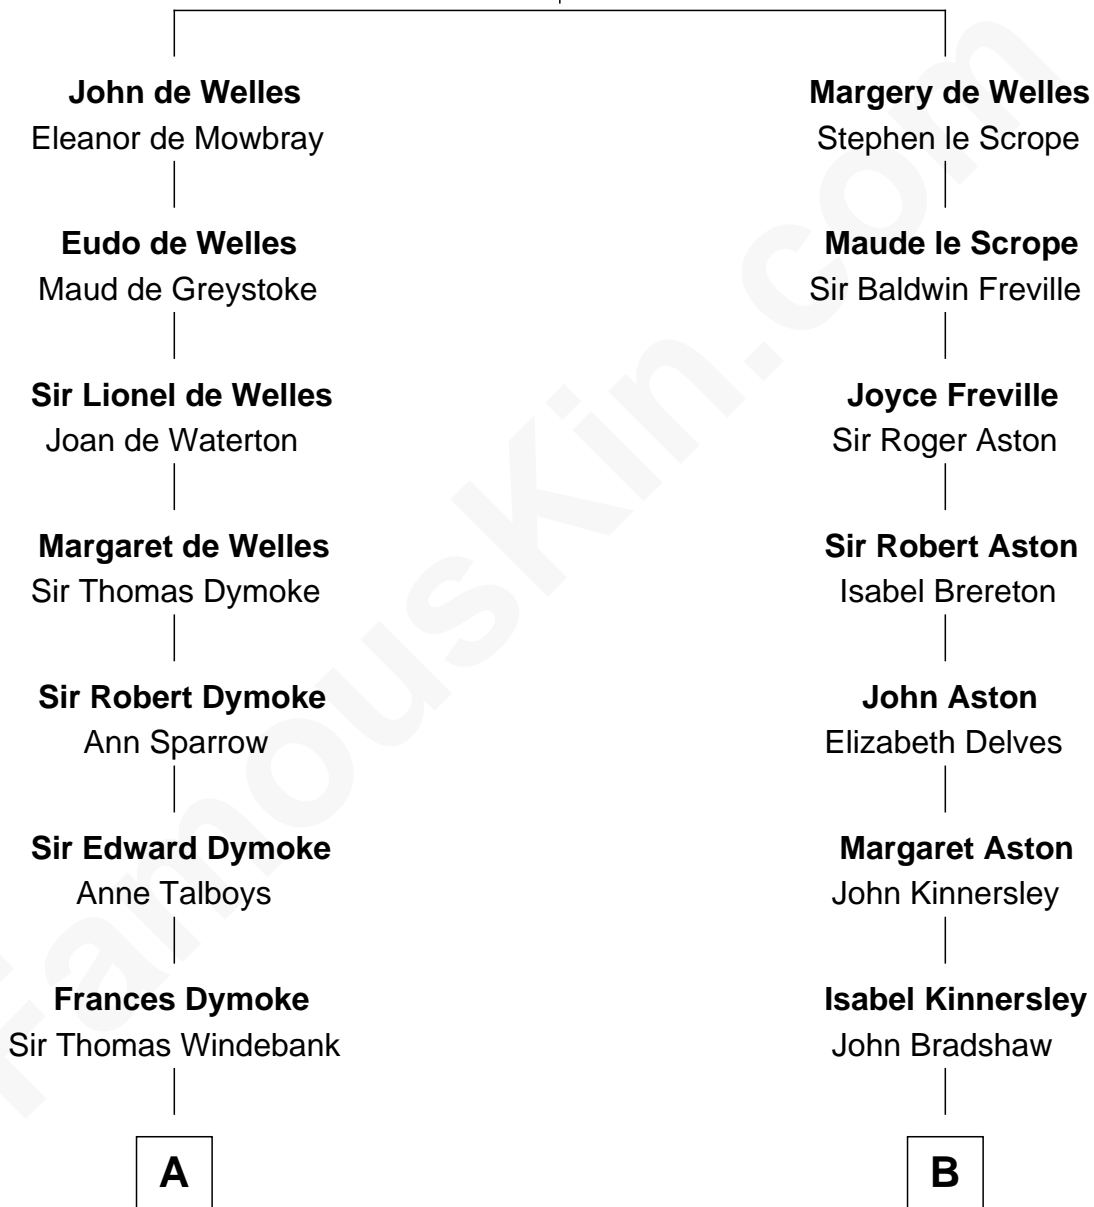 John de Welles
Eleanor de Mowbray
Eudo de Welles
Maud de Greystoke
Sir Lionel de Welles
Joan de Waterton
Margaret de Welles
Sir Thomas Dymoke
Sir Robert Dymoke
Ann Sparrow
Sir Edward Dymoke
Anne Talboys
Frances Dymoke
Sir Thomas Windebank
A
Margery de Welles
Stephen le Scrope
Maude le Scrope
Sir Baldwin Freville
Joyce Freville
Sir Roger Aston
Sir Robert Aston
Isabel Brereton
John Aston
Elizabeth Delves
Margaret Aston
John Kinnersley
Isabel Kinnersley
John Bradshaw
B
FamousKin.com